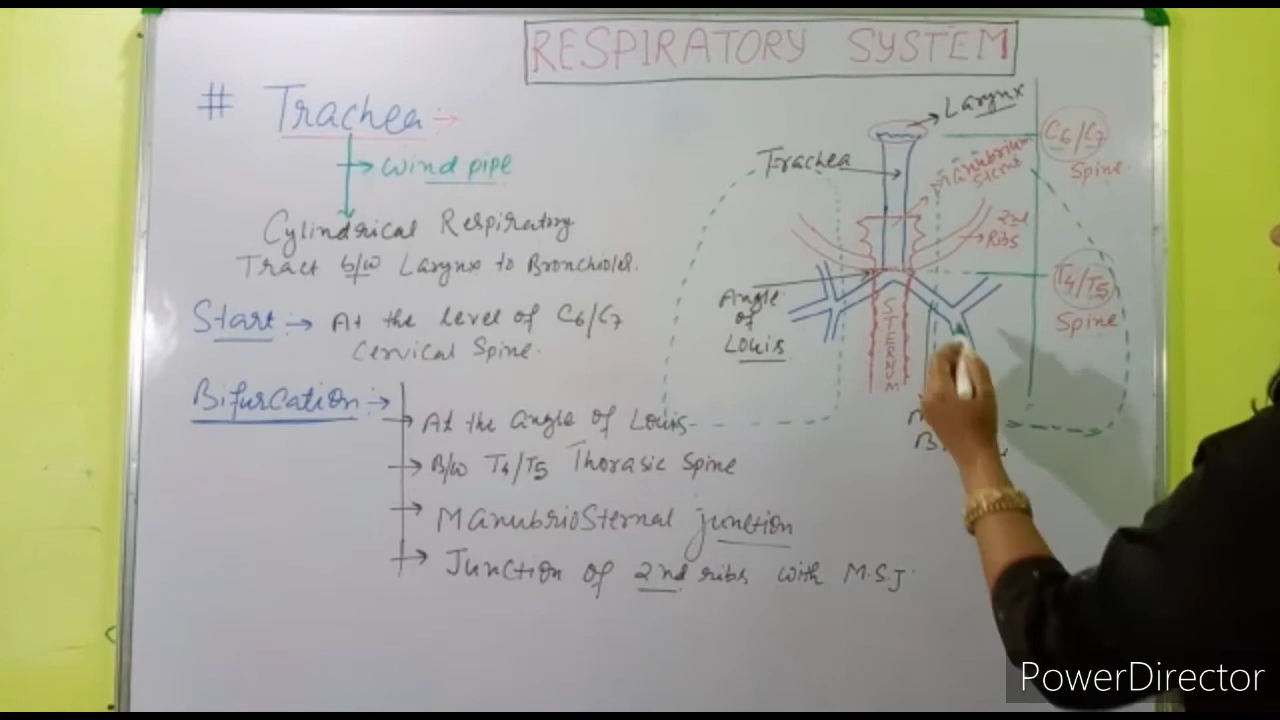 RESPIRATORY SYSTEM
# Trachea :→
→ Wind pipe
Cylindrical Respiratory
Tract b/w Larynx to Bronchioles.
Start :→ At the level of C6/C7
Cervical Spine.
Bifurcation :→
→ At the angle of Louis
→ B/w T4/T5 Thorasic Spine
→ ManubrioSternal junction
→ Junction of 2nd ribs with M.S.J.
Larynx
Trachea
Manubrium
Sterni
C6/C7
Spine
2nd
Ribs
T4/T5
Spine
Angle
of
Louis
STERNUM
PowerDirector